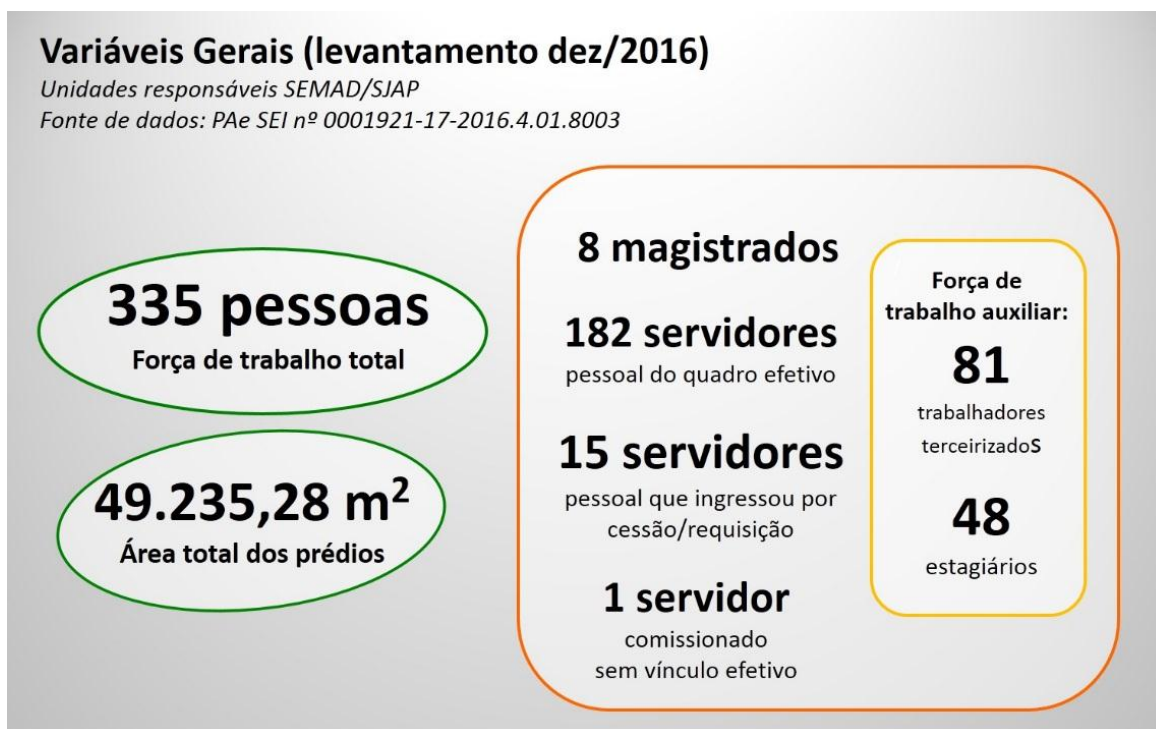 Variáveis Gerais (levantamento dez/2016)
Unidades responsáveis SEMAD/SJAP
Fonte de dados: PAe SEI nº 0001921-17-2016.4.01.8003
335 pessoas
Força de trabalho total
49.235,28 m²
Área total dos prédios
8 magistrados
182 servidores
pessoal do quadro efetivo
15 servidores
pessoal que ingressou por
cessão/requisição
1 servidor
comissionado
sem vínculo efetivo
Força de
trabalho auxiliar:
81
trabalhadores
terceirizados
48
estagiários